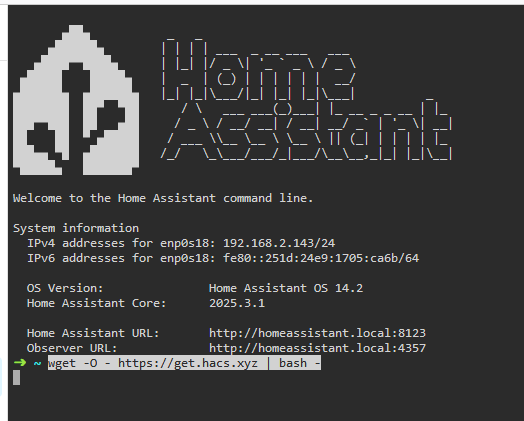 Home
Assistant
Welcome to the Home Assistant command line.
System information
IPv4 addresses for enp0s18: 192.168.2.143/24
IPv6 addresses for enp0s18: fe80::251d:24e9:1705:ca6b/64
OS Version: Home Assistant OS 14.2
Home Assistant Core: 2025.3.1
Home Assistant URL: http://homeassistant.local:8123
Observer URL: http://homeassistant.local:4357
➜ ~ wget -O - https://get.hacs.xyz | bash -